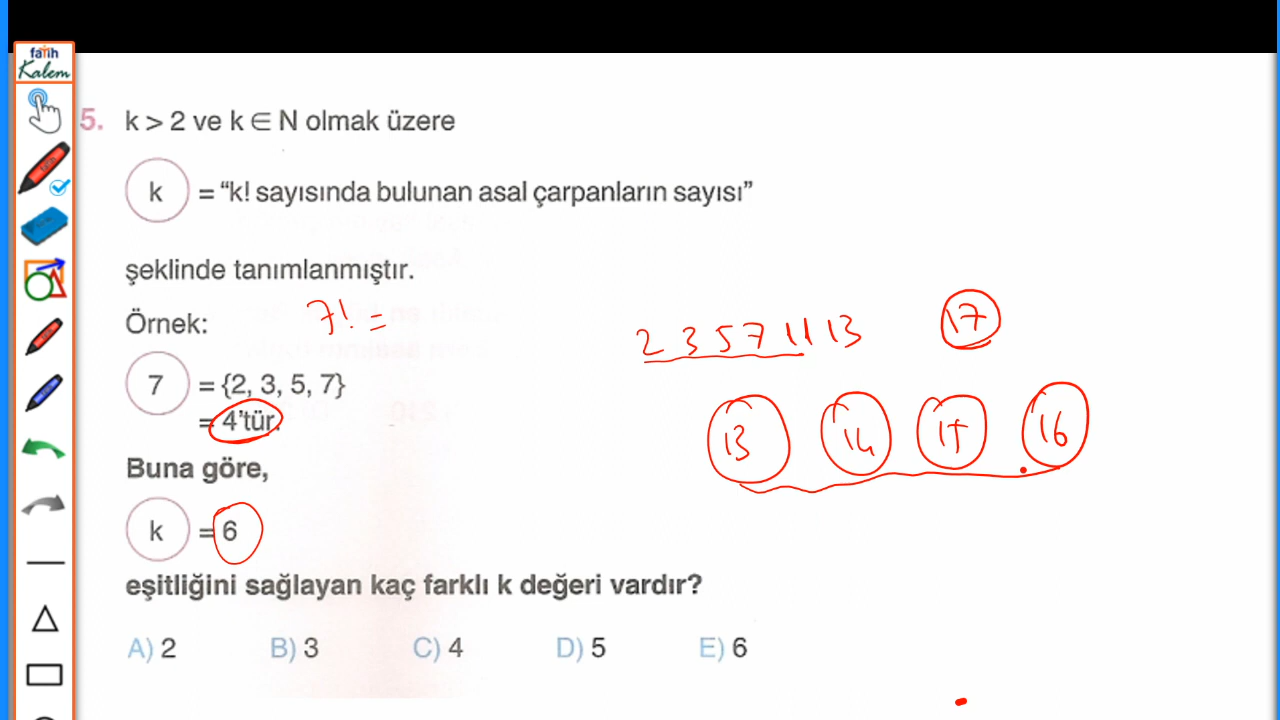 fatih
Kalem
5. k > 2 ve k ∈ N olmak üzere
k = “k! sayısında bulunan asal çarpanların sayısı”
şeklinde tanımlanmıştır.
Örnek:
7! =
7 = {2, 3, 5, 7}
= 4’tür.
2 3 5 7 11 13 17
13 14 15 16
Buna göre,
k = 6
eşitliğini sağlayan kaç farklı k değeri vardır?
A) 2 B) 3 C) 4 D) 5 E) 6